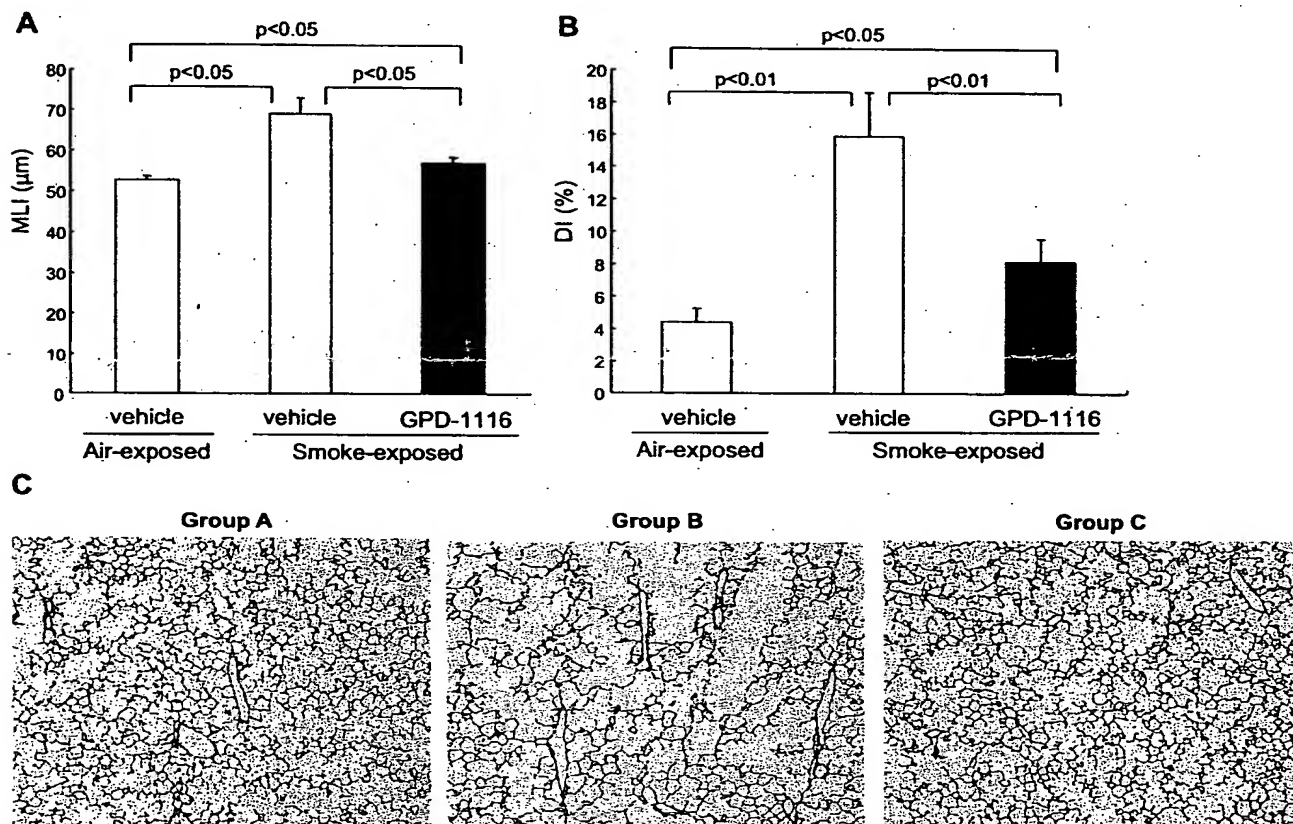 A
p<0.05
p<0.05 p<0.05
MLI (µm)
80
70
60
50
40
30
20
10
0
vehicle vehicle GPD-1116
Air-exposed Smoke-exposed
B
p<0.05
p<0.01 p<0.01
DI (%)
20
18
16
14
12
10
8
6
4
2
0
vehicle vehicle GPD-1116
Air-exposed Smoke-exposed
C
Group A Group B Group C